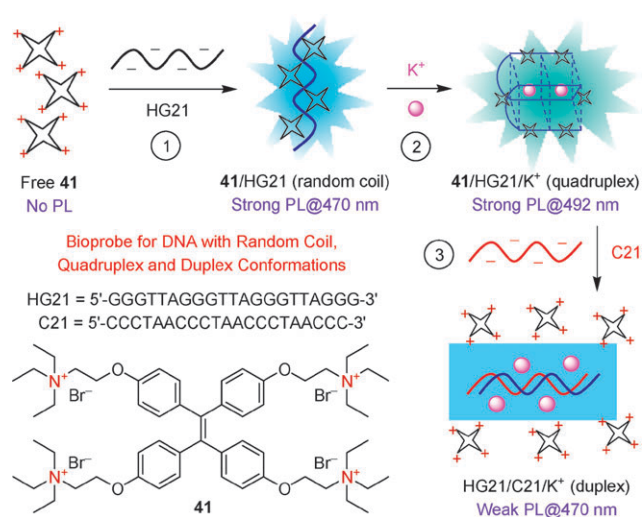 HG21
1
Free 41
No PL
41/HG21 (random coil)
Strong PL@470 nm
K⁺
2
41/HG21/K⁺ (quadruplex)
Strong PL@492 nm
Bioprobe for DNA with Random Coil,
Quadruplex and Duplex Conformations
HG21 = 5'-GGGTTAGGGTTAGGGTTAGGG-3'
C21 = 5'-CCCTAACCCTAACCCTAACCC-3'
3
C21
N⁺
Br⁻
O
O
Br⁻
N⁺
N⁺
Br⁻
O
O
Br⁻
N⁺
41
HG21/C21/K⁺ (duplex)
Weak PL@470 nm